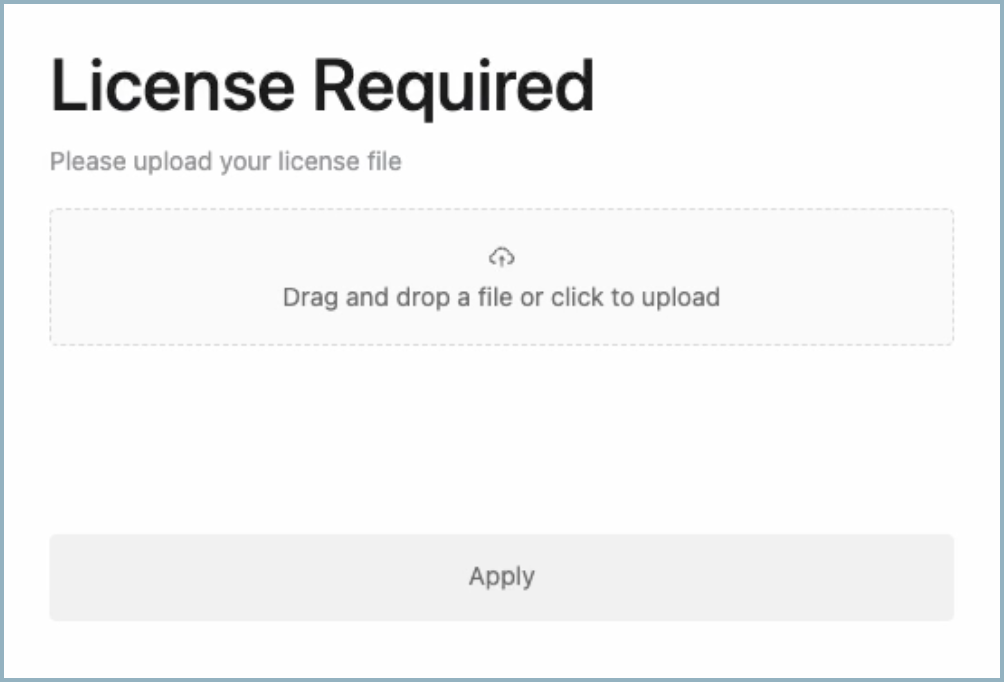 License Required
Please upload your license file
Drag and drop a file or click to upload
Apply